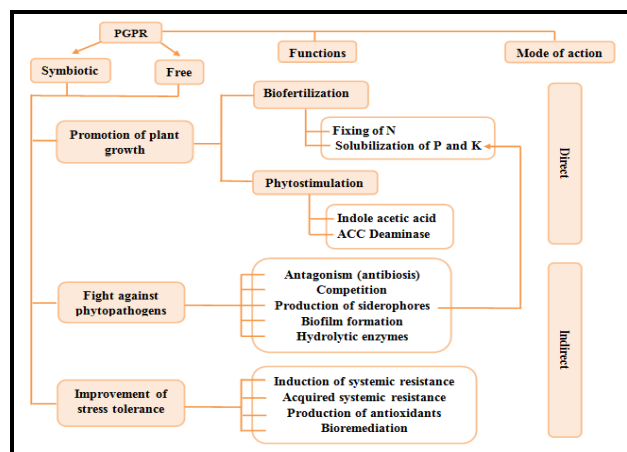 PGPR
Functions
Mode of action
Symbiotic
Free
Biofertilization
Fixing of N
Solubilization of P and K
Promotion of plant
growth
Phytostimulation
Indole acetic acid
ACC Deaminase
Direct
Antagonism (antibiosis)
Competition
Production of siderophores
Biofilm formation
Hydrolytic enzymes
Fight against
phytopathogens
Indirect
Improvement of
stress tolerance
Induction of systemic resistance
Acquired systemic resistance
Production of antioxidants
Bioremediation